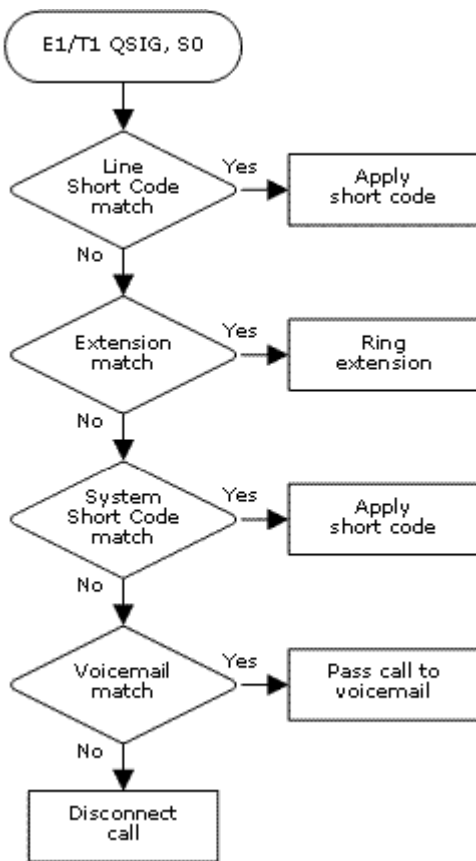 E1/T1 QSIG, S0
Line
Short Code
match
Yes
Apply
short code
No
Extension
match
Yes
Ring
extension
No
System
Short Code
match
Yes
Apply
short code
No
Voicemail
match
Yes
Pass call to
voicemail
No
Disconnect
call